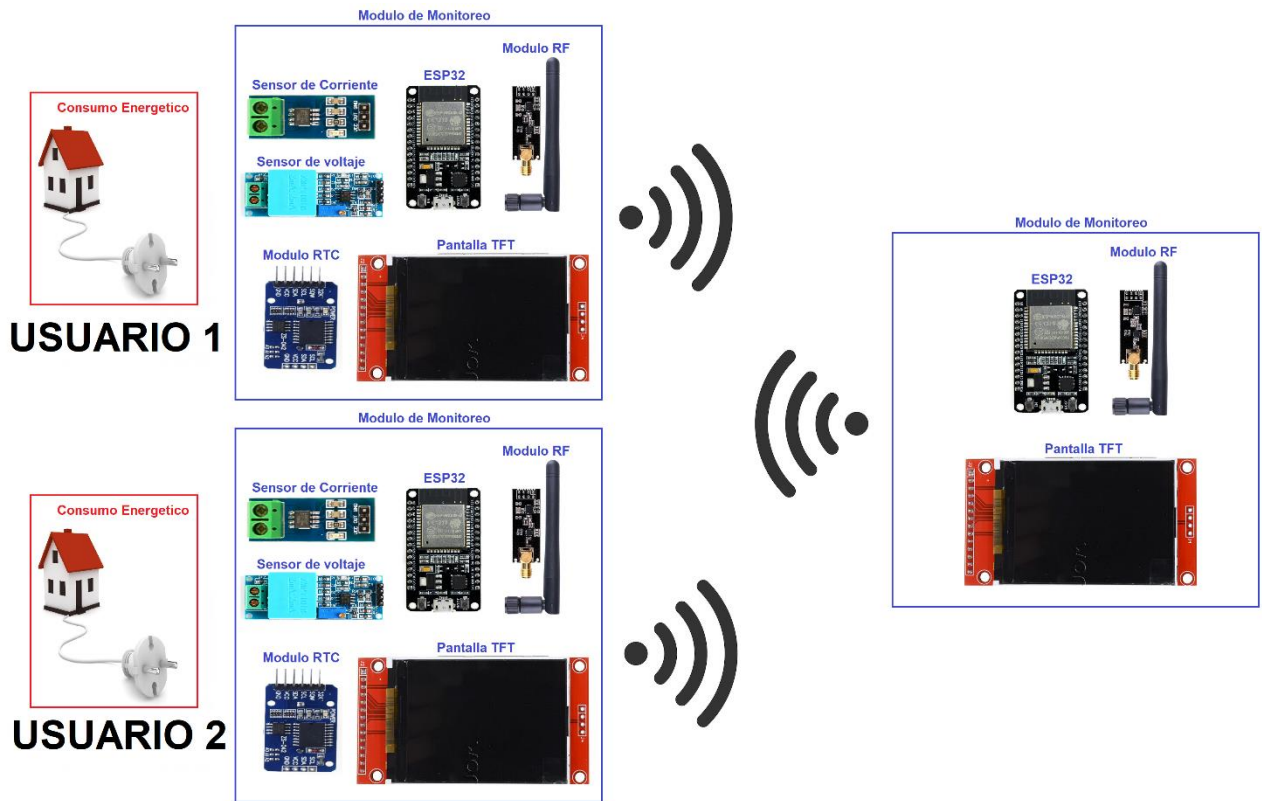 Modulo de Monitoreo
Modulo RF
ESP32
Sensor de Corriente
Consumo Energetico
Sensor de voltaje
Modulo RTC
Pantalla TFT
USUARIO 1
Modulo de Monitoreo
Modulo RF
ESP32
Pantalla TFT
Modulo de Monitoreo
Modulo RF
ESP32
Sensor de Corriente
Consumo Energetico
Sensor de voltaje
Modulo RTC
Pantalla TFT
USUARIO 2